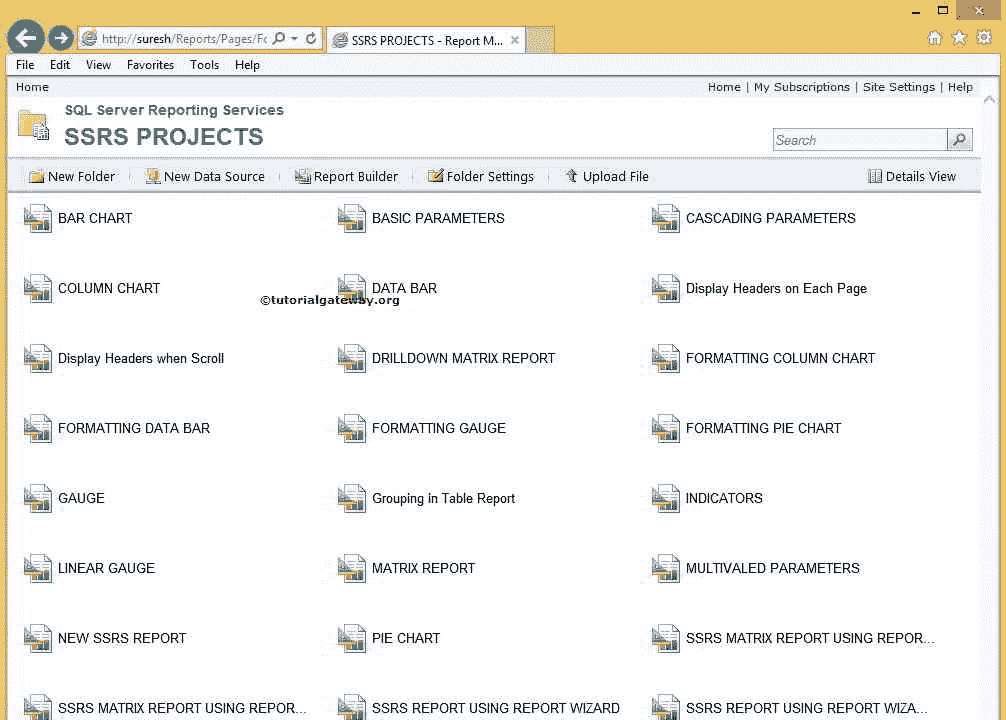 http://suresh/Reports/Pages/Fc
SSRS PROJECTS - Report M...
File Edit View Favorites Tools Help
Home
Home | My Subscriptions | Site Settings | Help
SQL Server Reporting Services
SSRS PROJECTS
Search
New Folder New Data Source Report Builder Folder Settings Upload File Details View
BAR CHART BASIC PARAMETERS CASCADING PARAMETERS
COLUMN CHART DATA BAR Display Headers on Each Page
©tutorialgateway.org
Display Headers when Scroll DRILLDOWN MATRIX REPORT FORMATTING COLUMN CHART
FORMATTING DATA BAR FORMATTING GAUGE FORMATTING PIE CHART
GAUGE Grouping in Table Report INDICATORS
LINEAR GAUGE MATRIX REPORT MULTIVALED PARAMETERS
NEW SSRS REPORT PIE CHART SSRS MATRIX REPORT USING REPOR...
SSRS MATRIX REPORT USING REPOR... SSRS REPORT USING REPORT WIZARD SSRS REPORT USING REPORT WIZA...